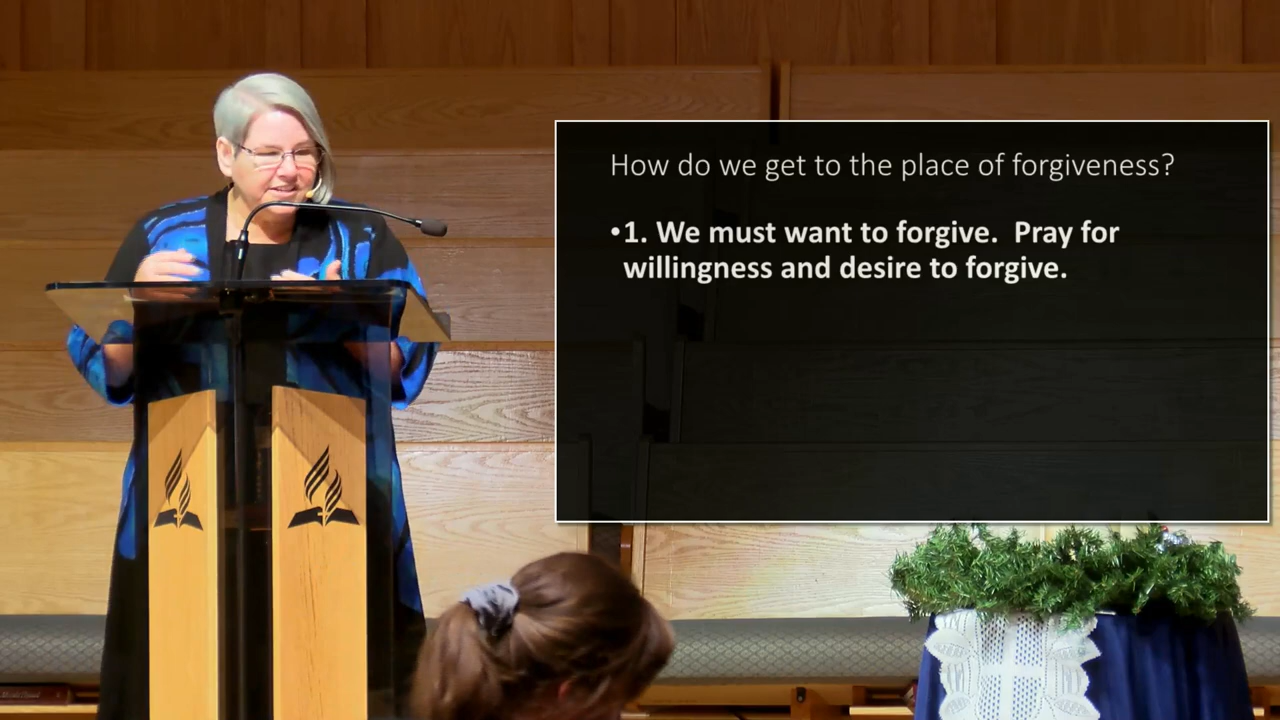 How do we get to the place of forgiveness?
•1. We must want to forgive.  Pray for
willingness and desire to forgive.